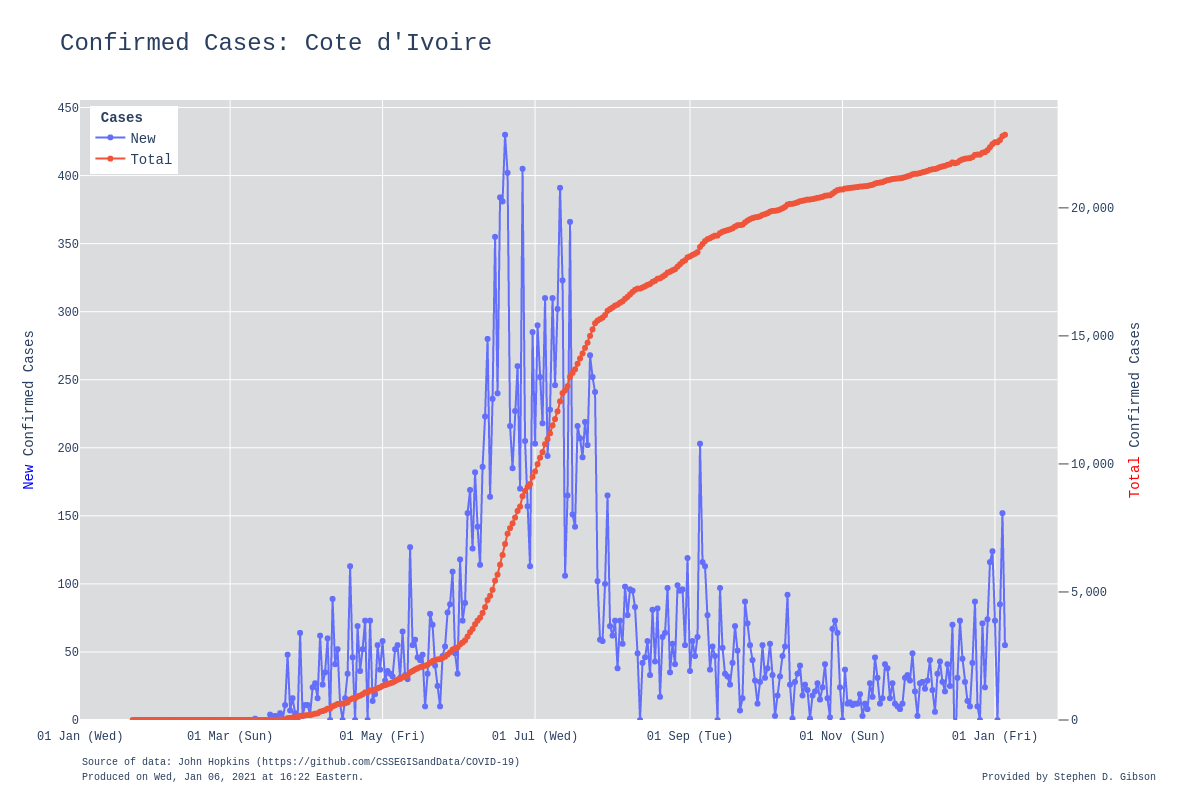 Confirmed Cases: Cote d'Ivoire
Cases
New
Total
450
400
350
300
250
200
150
100
50
0
New Confirmed Cases
20,000
15,000
10,000
5,000
0
Total Confirmed Cases
01 Jan (Wed)
01 Mar (Sun)
01 May (Fri)
01 Jul (Wed)
01 Sep (Tue)
01 Nov (Sun)
01 Jan (Fri)
Source of data: John Hopkins (https://github.com/CSSEGISandData/COVID-19)
Produced on Wed, Jan 06, 2021 at 16:22 Eastern.
Provided by Stephen D. Gibson